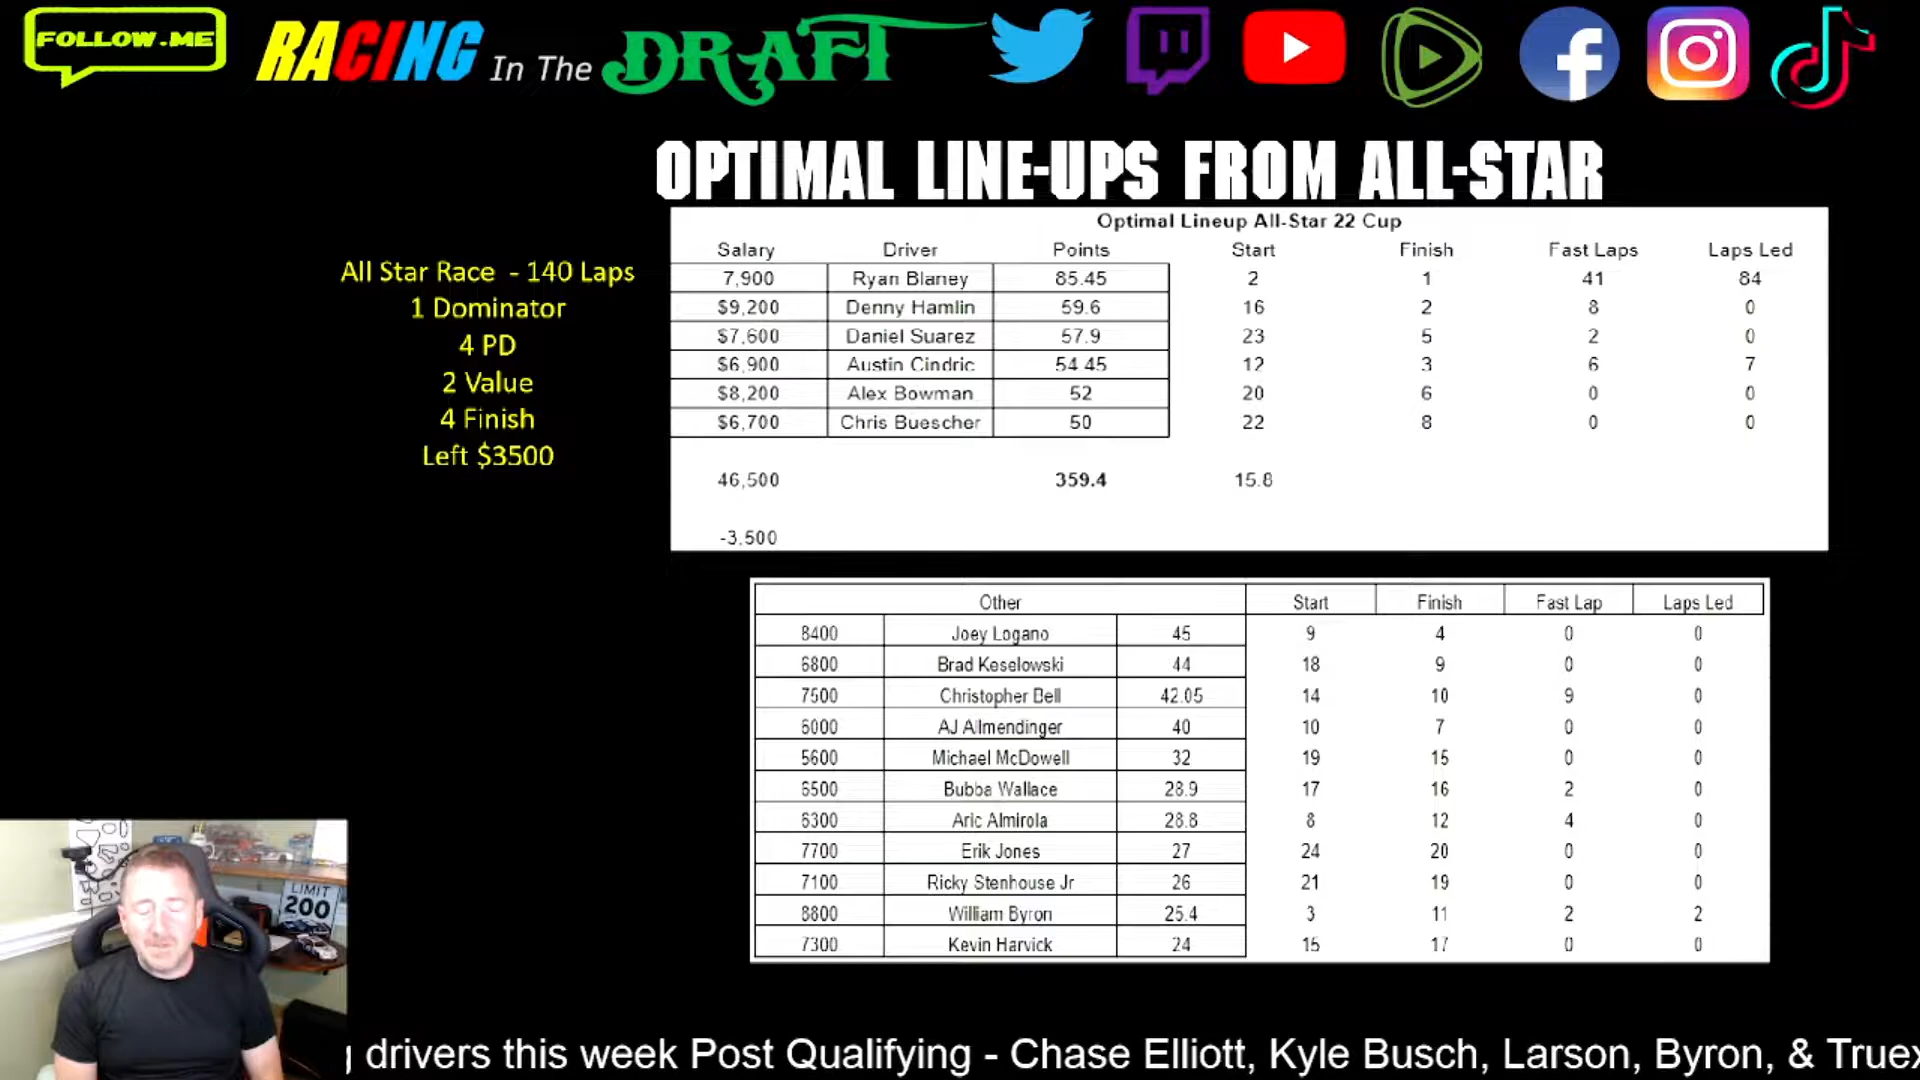 FOLLOW.ME
RACING In The DRAFT
OPTIMAL LINE-UPS FROM ALL-STAR
All Star Race - 140 Laps
1 Dominator
4 PD
2 Value
4 Finish
Left $3500
Optimal Lineup All-Star 22 Cup
Salary Driver Points Start Finish Fast Laps Laps Led
7,900 Ryan Blaney 85.45 2 1 41 84
$9,200 Denny Hamlin 59.6 16 2 8 0
$7,600 Daniel Suarez 57.9 23 5 2 0
$6,900 Austin Cindric 54.45 12 3 6 7
$8,200 Alex Bowman 52 20 6 0 0
$6,700 Chris Buescher 50 22 8 0 0
46,500 359.4 15.8
-3,500
Other Start Finish Fast Lap Laps Led
8400 Joey Logano 45 9 4 0 0
6800 Brad Keselowski 44 18 9 0 0
7500 Christopher Bell 42.05 14 10 9 0
6000 AJ Allmendinger 40 10 7 0 0
5600 Michael McDowell 32 19 15 0 0
6500 Bubba Wallace 28.9 17 16 2 0
6300 Aric Almirola 28.8 8 12 4 0
7700 Erik Jones 27 24 20 0 0
7100 Ricky Stenhouse Jr 26 21 19 0 0
8800 William Byron 25.4 3 11 2 2
7300 Kevin Harvick 24 15 17 0 0
LIMIT
200
drivers this week Post Qualifying - Chase Elliott, Kyle Busch, Larson, Byron, & Truex